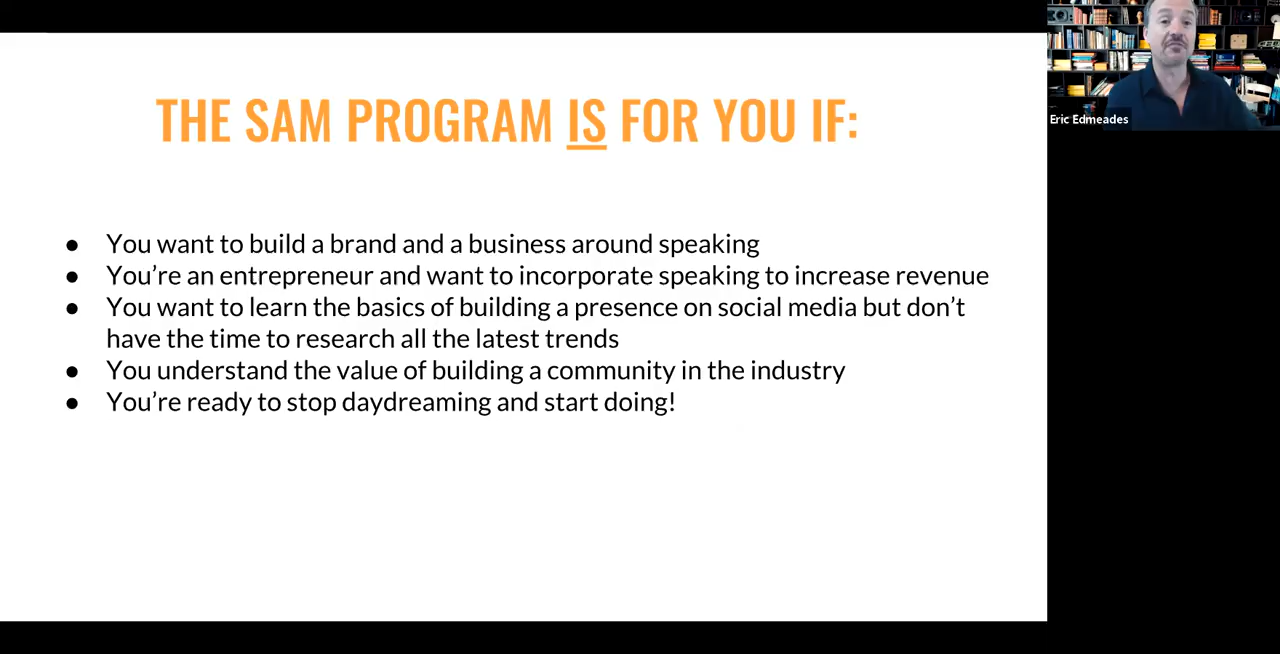 THE SAM PROGRAM IS FOR YOU IF:
● You want to build a brand and a business around speaking
● You’re an entrepreneur and want to incorporate speaking to increase revenue
● You want to learn the basics of building a presence on social media but don’t
have the time to research all the latest trends
● You understand the value of building a community in the industry
● You’re ready to stop daydreaming and start doing!
Eric Edmeades